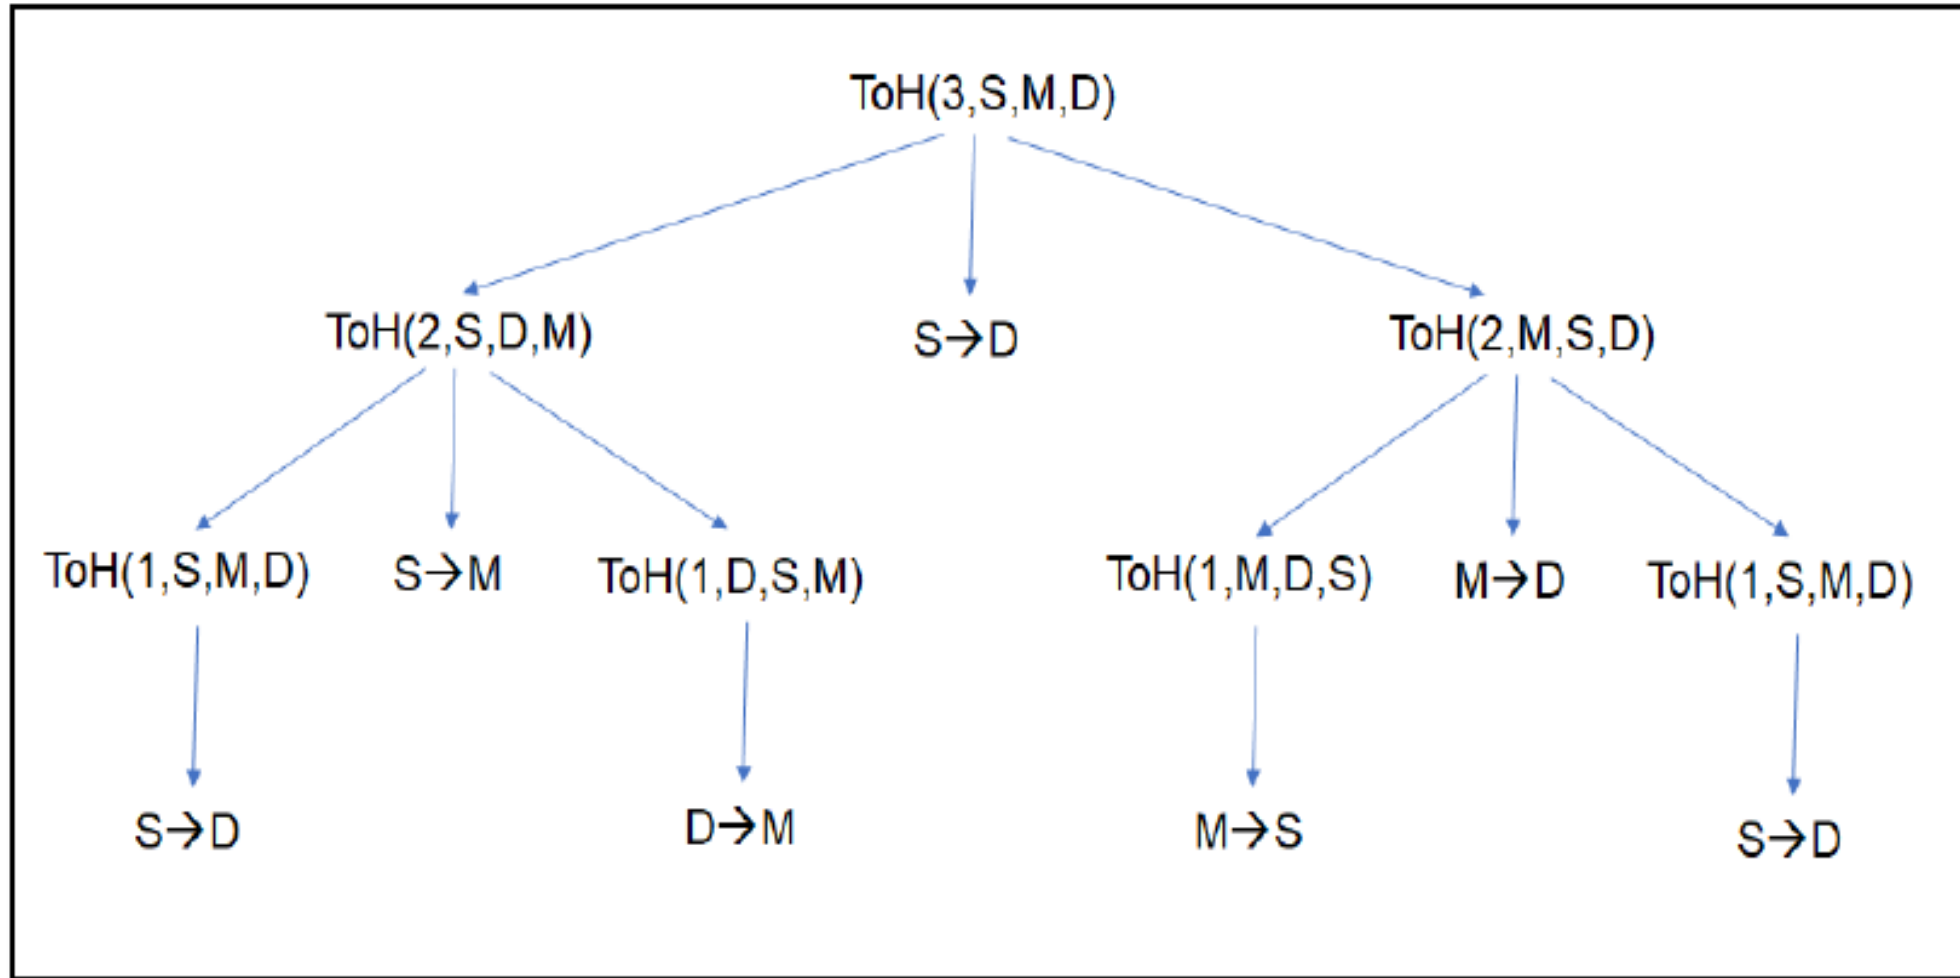 ToH(3,S,M,D)
ToH(2,S,D,M) S→D ToH(2,M,S,D)
ToH(1,S,M,D) S→M ToH(1,D,S,M) ToH(1,M,D,S) M→D ToH(1,S,M,D)
S→D D→M M→S S→D